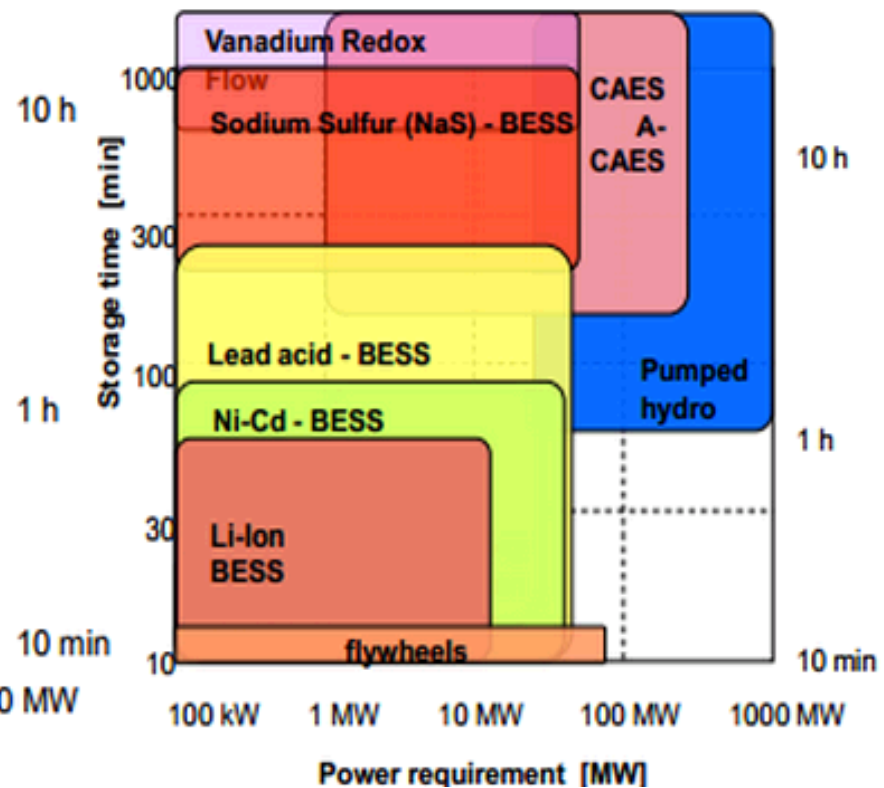 Vanadium Redox
Flow
1000
10 h
CAES
A-
CAES
Sodium Sulfur (NaS) - BESS
10 h
Storage time [min]
300
Lead acid - BESS
100
Pumped
hydro
1 h
Ni-Cd - BESS
1 h
30
Li-Ion
BESS
10 min
10
flywheels
10 min
0 MW
100 kW 1 MW 10 MW 100 MW 1000 MW
Power requirement [MW]